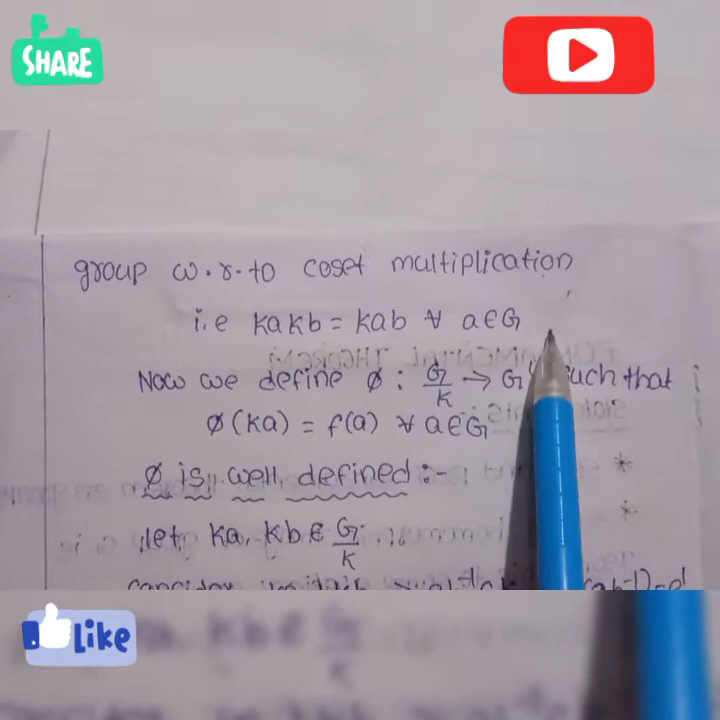 SHARE
group w.r.to coset multiplication
i.e kakb = kab ∀ a∈G
Now we define ø : G/K → G' such that
ø(ka) = f(a) ∀ a∈G
ø is well defined :-
let ka, kb ∈ G/K
Like